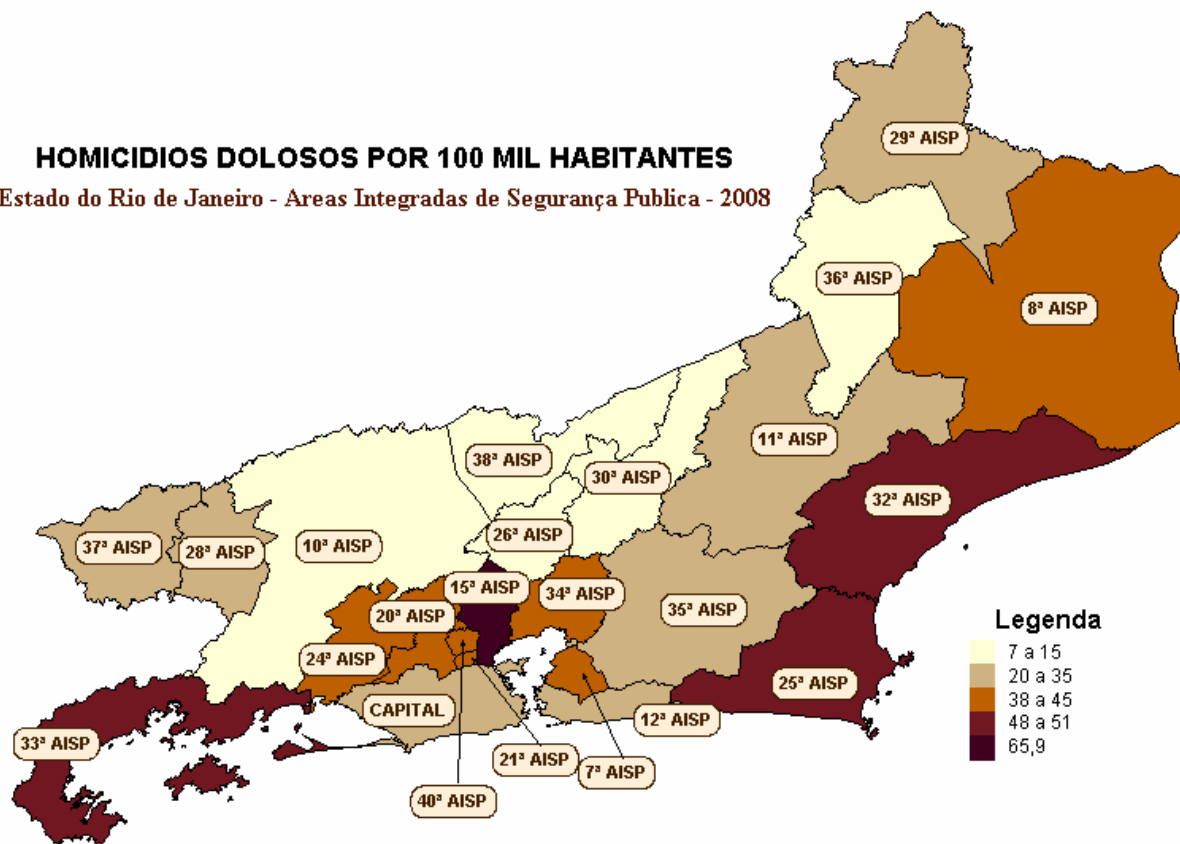 HOMICIDIOS DOLOSOS POR 100 MIL HABITANTES
Estado do Rio de Janeiro - Areas Integradas de Segurança Publica - 2008
29ª AISP
36ª AISP
8ª AISP
11ª AISP
38ª AISP
30ª AISP
32ª AISP
26ª AISP
37ª AISP
28ª AISP
10ª AISP
15ª AISP
34ª AISP
20ª AISP
35ª AISP
24ª AISP
25ª AISP
CAPITAL
12ª AISP
33ª AISP
21ª AISP
7ª AISP
40ª AISP
Legenda
7 a 15
20 a 35
38 a 45
48 a 51
65,9